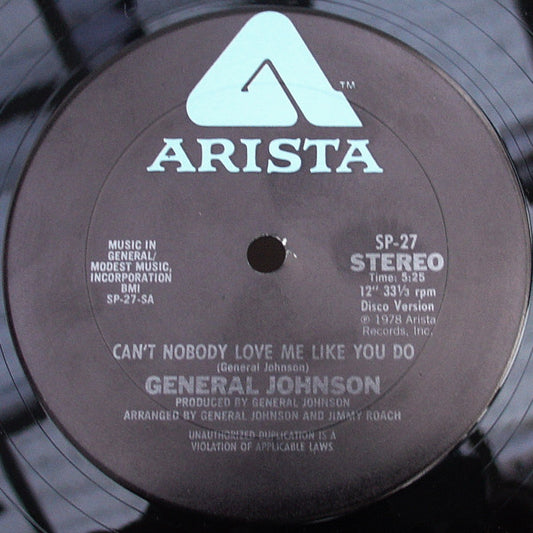 ™
ARISTA
MUSIC IN
GENERAL/
MODEST MUSIC,
INCORPORATION
BMI
SP-27-SA
SP-27
STEREO
Time: 5:25
12" 33⅓ rpm
Disco Version
℗ 1978 Arista
Records, Inc.
CAN'T NOBODY LOVE ME LIKE YOU DO
(General Johnson)
GENERAL JOHNSON
PRODUCED BY GENERAL JOHNSON
ARRANGED BY GENERAL JOHNSON AND JIMMY ROACH
UNAUTHORIZED DUPLICATION IS A
VIOLATION OF APPLICABLE LAWS